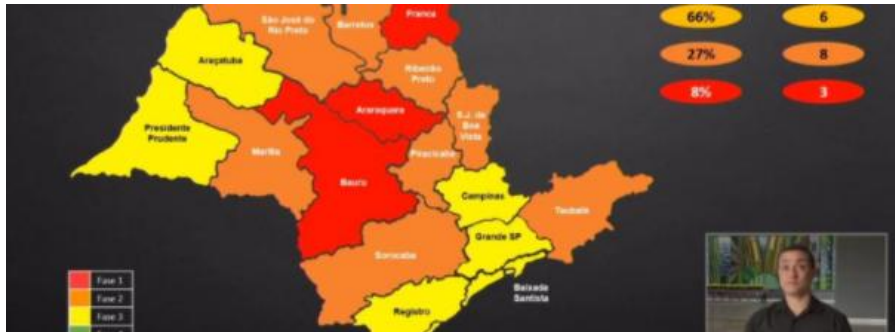 São José do
Rio Preto
Barretos
Franca
66%
6
Araçatuba
Ribeirão
Preto
27%
8
8%
3
Araraquara
S.J. da
Boa
Vista
Presidente
Prudente
Marília
Piracicaba
Bauru
Campinas
Taubaté
Grande SP
Sorocaba
Baixada
Santista
Registro
Fase 1
Fase 2
Fase 3